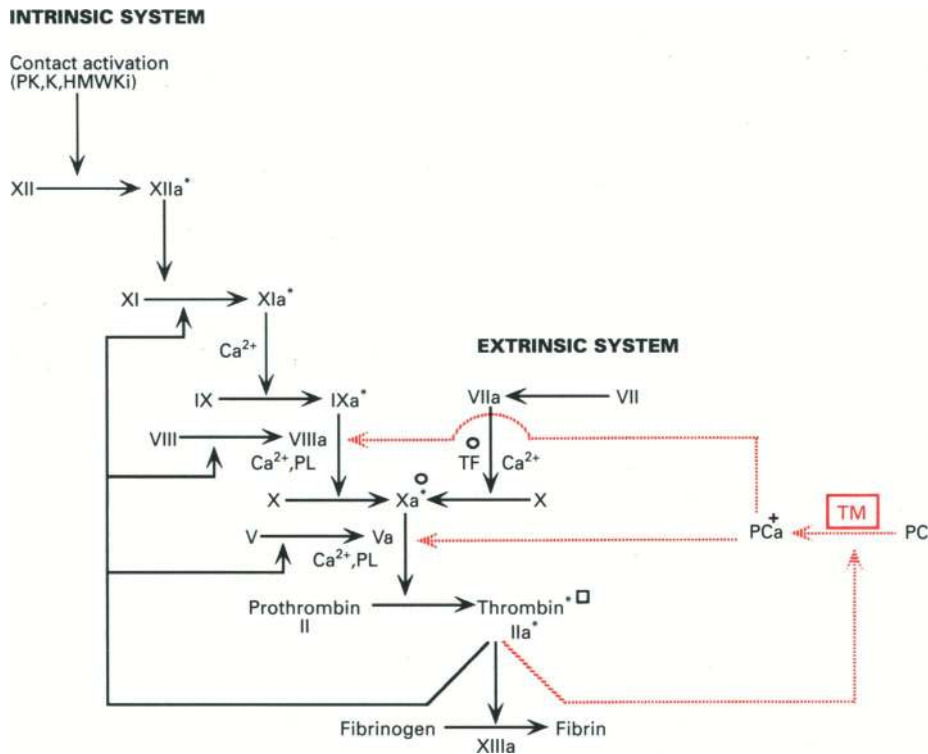 INTRINSIC SYSTEM
Contact activation
(PK,K,HMWKi)
XII XIIa*
XI XIa*
Ca²⁺
EXTRINSIC SYSTEM
IX IXa* VIIa VII
VIII VIIIa
Ca²⁺,PL TF Ca²⁺
X Xa* X
TM
V Va PCa+ PC
Ca²⁺,PL
Prothrombin Thrombin*
II IIa*
Fibrinogen Fibrin
XIIIa